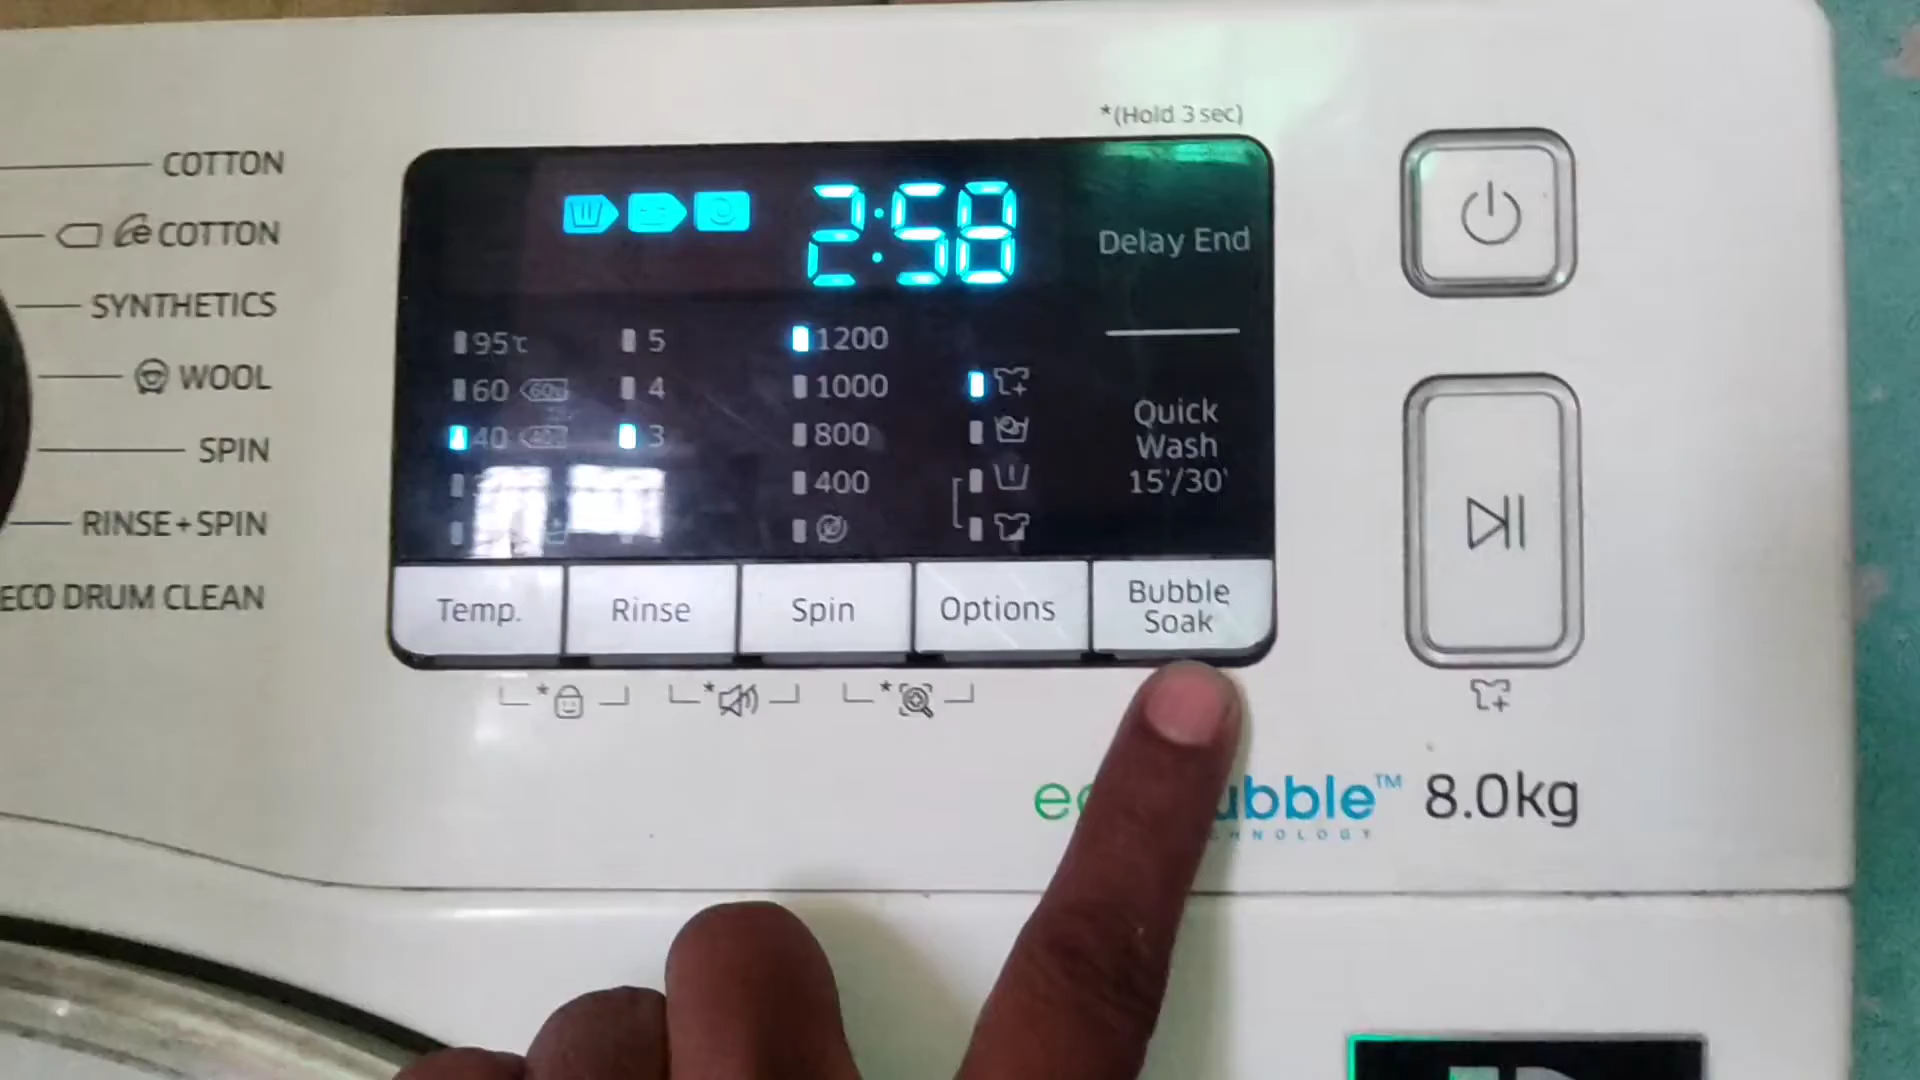 *(Hold 3 sec)
COTTON
COTTON
SYNTHETICS
WOOL
SPIN
RINSE+SPIN
ECO DRUM CLEAN
2:58
Delay End
95℃
60
40
5
4
3
1200
1000
800
400
Quick
Wash
15'/30'
Temp.
Rinse
Spin
Options
Bubble
Soak
8.0kg